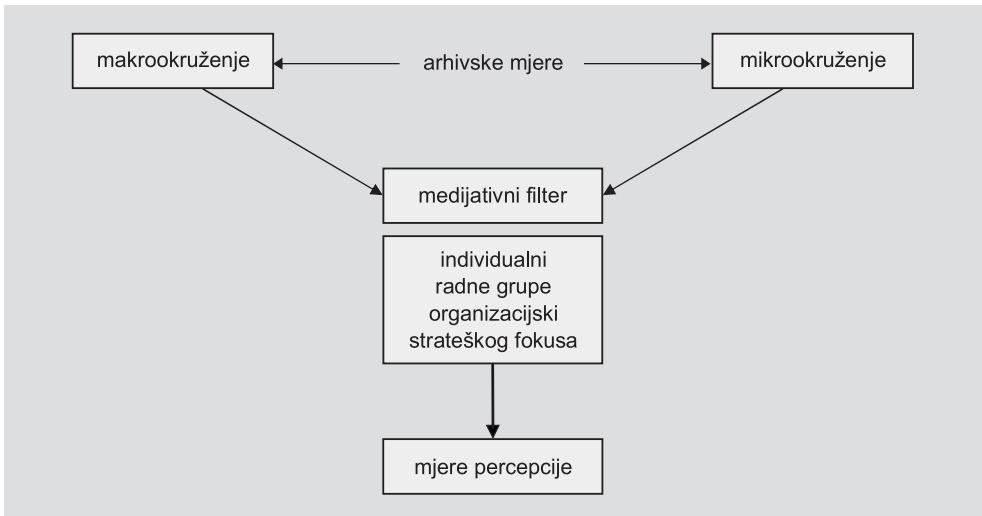 makrookruženje
arhivske mjere
mikrookruženje
medijativni filter
individualni
radne grupe
organizacijski
strateškog fokusa
mjere percepcije